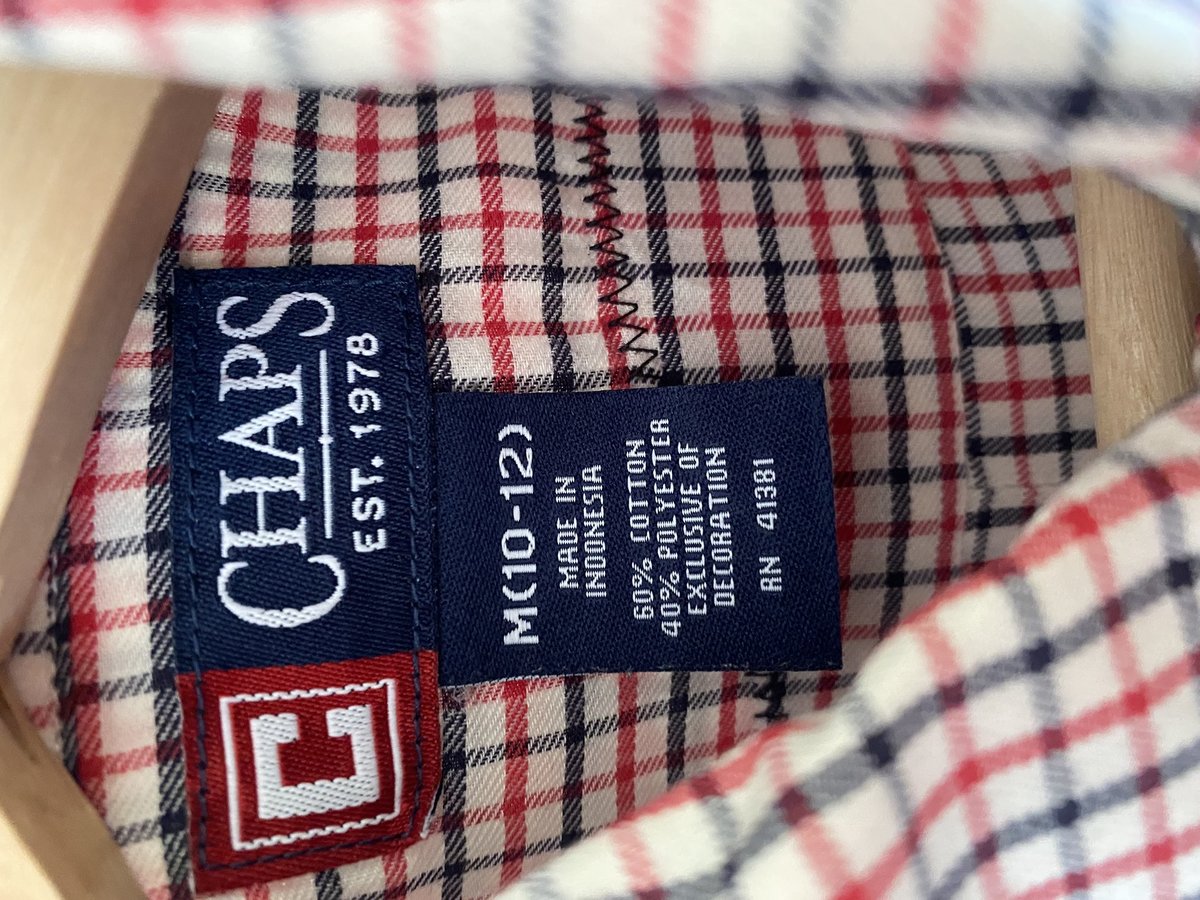 C
CHAPS
EST. 1978
M(10-12)
MADE IN
INDONESIA
60% COTTON
40% POLYESTER
EXCLUSIVE OF
DECORATION
RN 41381